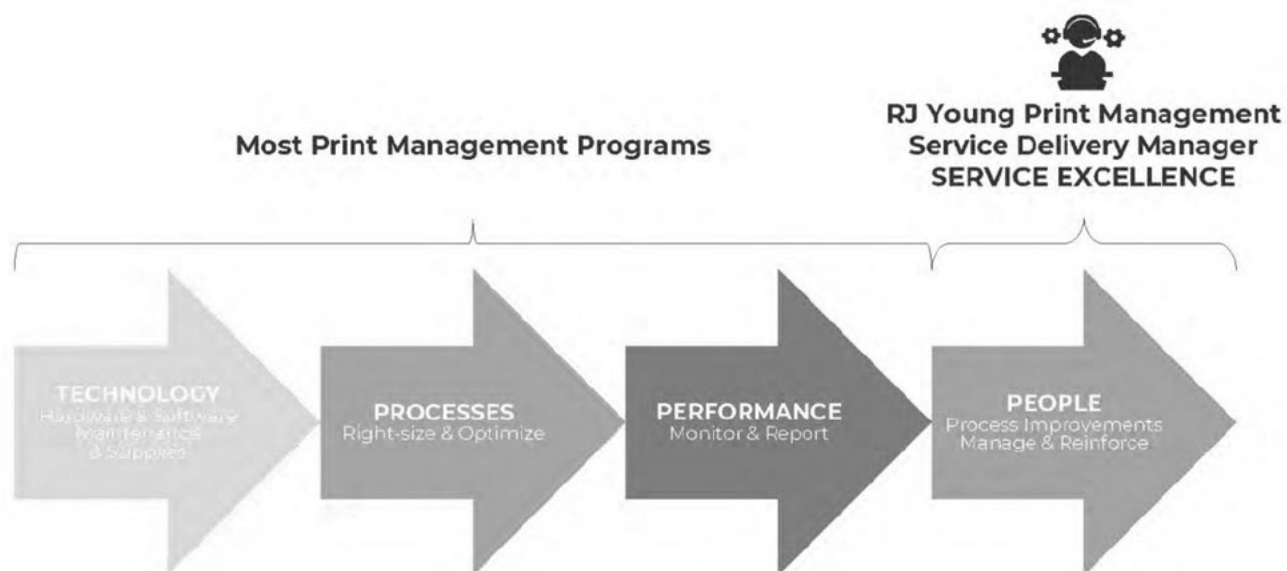 RJ Young Print Management
Service Delivery Manager
SERVICE EXCELLENCE
Most Print Management Programs
TECHNOLOGY
Hardware & Software
Maintenance
& Supplies
PROCESSES
Right-size & Optimize
PERFORMANCE
Monitor & Report
PEOPLE
Process Improvements
Manage & Reinforce